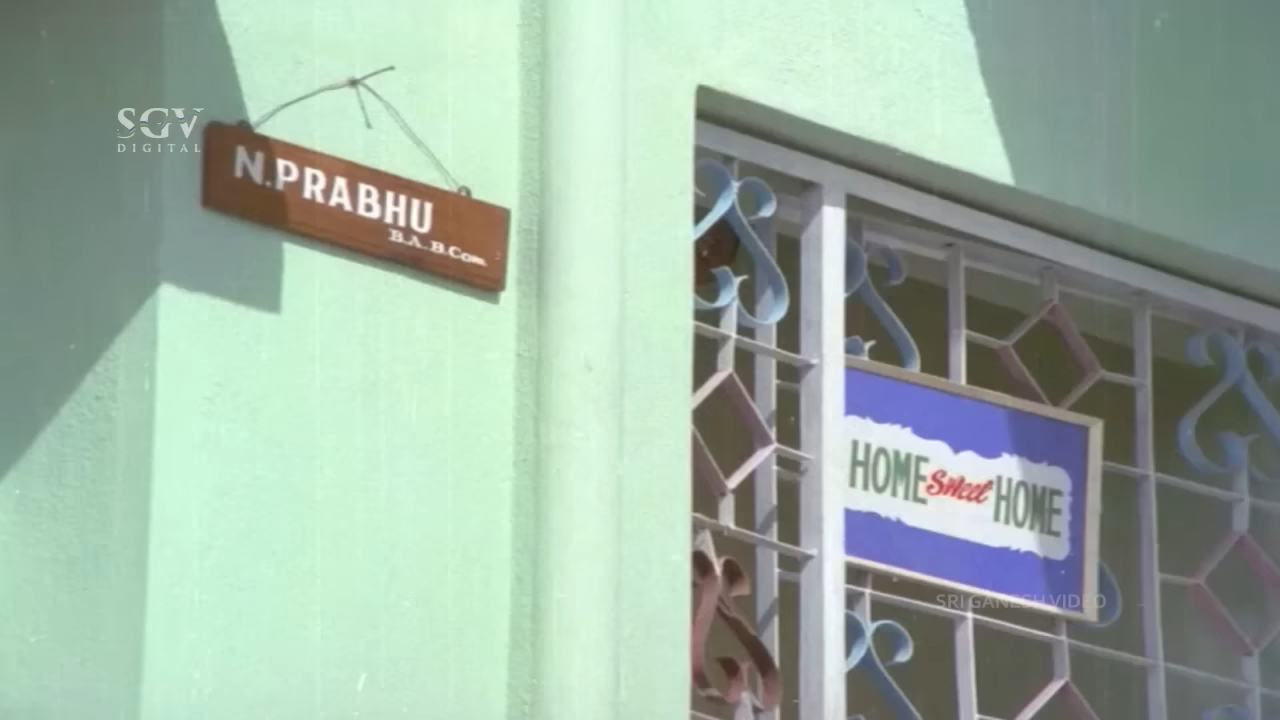 SGV
DIGITAL
N.PRABHU
B.A. B.Com.
HOME Sweet HOME
SRI GANESH VIDEO